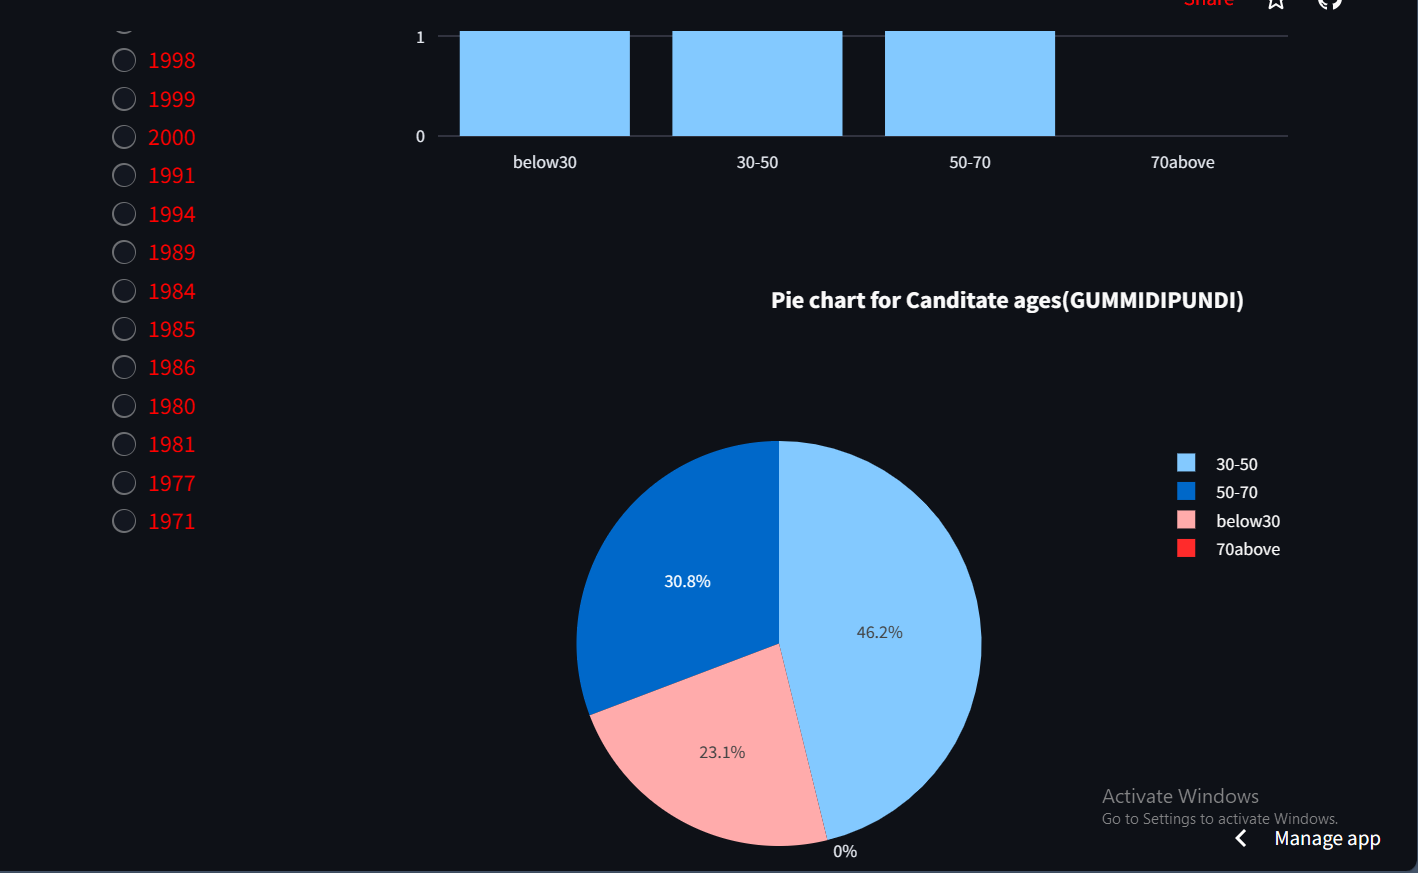 Share
1998
1999
2000
1991
1994
1989
1984
1985
1986
1980
1981
1977
1971
1
0
below30 30-50 50-70 70above
Pie chart for Canditate ages(GUMMIDIPUNDI)
30-50
50-70
below30
70above
30.8%
46.2%
23.1%
0%
Activate Windows
Go to Settings to activate Windows.
Manage app